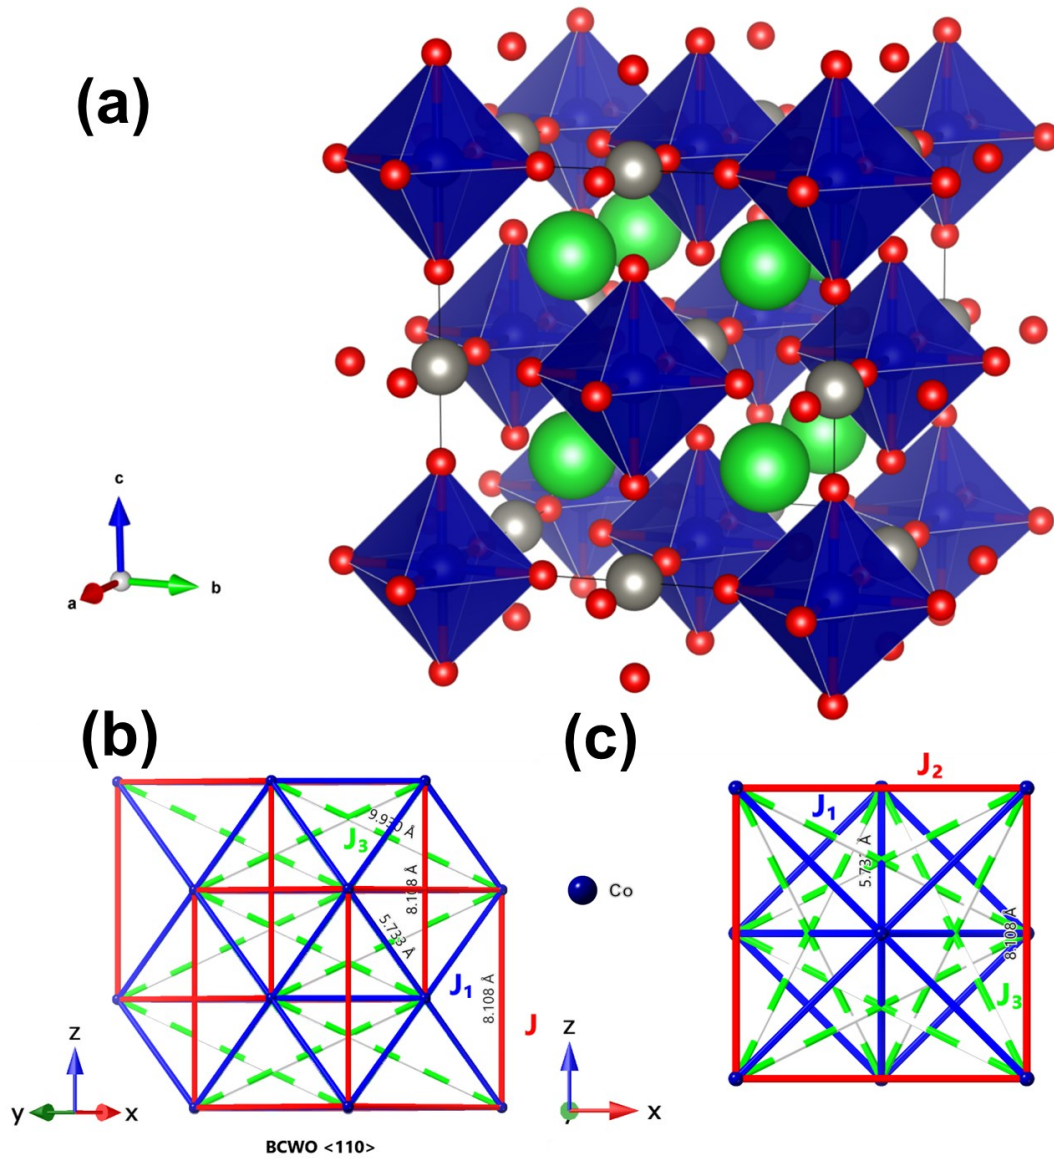 (a)
c
a
b
(b)
(c)
J₂
J₁
9.930 Å
J₃
5.733 Å
8.108 Å
5.73
Co
8.108 Å
J₁
8.108 Å
J₃
J
z
z
y
x
y
x
BCWO <110>